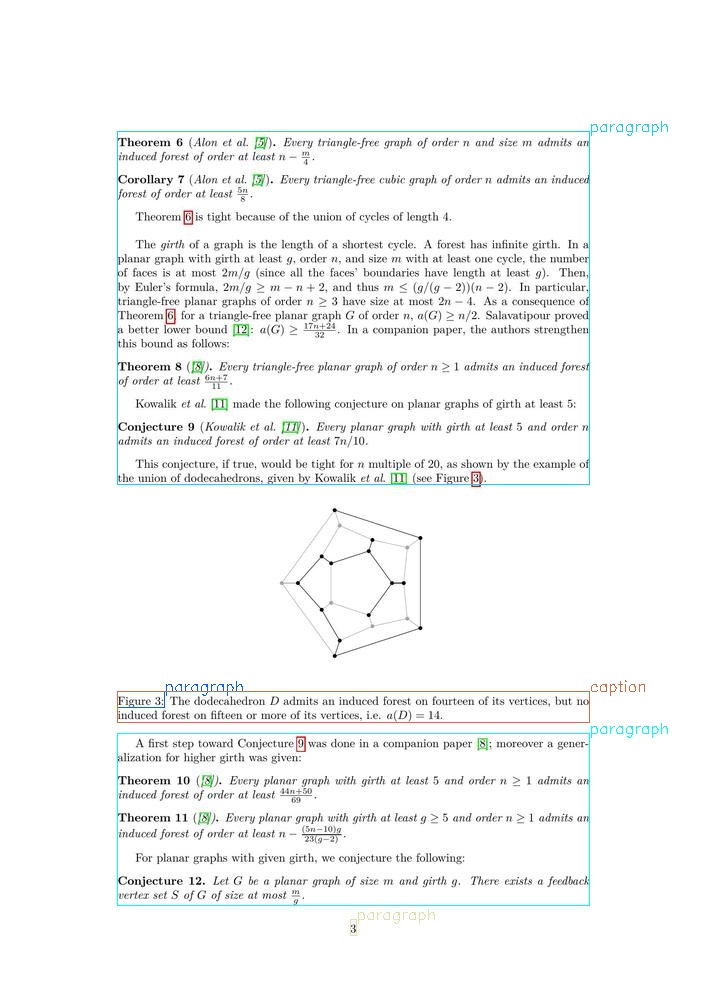 paragraph
Theorem 6 (Alon et al. [5]). Every triangle-free graph of order n and size m admits an
induced forest of order at least n − m/4.
Corollary 7 (Alon et al. [5]). Every triangle-free cubic graph of order n admits an induced
forest of order at least 5n/8.
Theorem 6 is tight because of the union of cycles of length 4.
The girth of a graph is the length of a shortest cycle. A forest has infinite girth. In a
planar graph with girth at least g, order n, and size m with at least one cycle, the number
of faces is at most 2m/g (since all the faces' boundaries have length at least g). Then,
by Euler's formula, 2m/g ≥ m − n + 2, and thus m ≤ (g/(g − 2))(n − 2). In particular,
triangle-free planar graphs of order n ≥ 3 have size at most 2n − 4. As a consequence of
Theorem 6, for a triangle-free planar graph G of order n, a(G) ≥ n/2. Salavatipour proved
a better lower bound [12]: a(G) ≥ 17n+24/32. In a companion paper, the authors strengthen
this bound as follows:
Theorem 8 ([8]). Every triangle-free planar graph of order n ≥ 1 admits an induced forest
of order at least 6n+7/11.
Kowalik et al. [11] made the following conjecture on planar graphs of girth at least 5:
Conjecture 9 (Kowalik et al. [11]). Every planar graph with girth at least 5 and order n
admits an induced forest of order at least 7n/10.
This conjecture, if true, would be tight for n multiple of 20, as shown by the example of
the union of dodecahedrons, given by Kowalik et al. [11] (see Figure 3).
paragraph
caption
Figure 3: The dodecahedron D admits an induced forest on fourteen of its vertices, but no
induced forest on fifteen or more of its vertices, i.e. a(D) = 14.
paragraph
A first step toward Conjecture 9 was done in a companion paper [8]; moreover a gener-
alization for higher girth was given:
Theorem 10 ([8]). Every planar graph with girth at least 5 and order n ≥ 1 admits an
induced forest of order at least 44n+50/69.
Theorem 11 ([8]). Every planar graph with girth at least g ≥ 5 and order n ≥ 1 admits an
induced forest of order at least n − (5n−10)g/23(g−2).
For planar graphs with given girth, we conjecture the following:
Conjecture 12. Let G be a planar graph of size m and girth g. There exists a feedback
vertex set S of G of size at most m/g.
paragraph
3